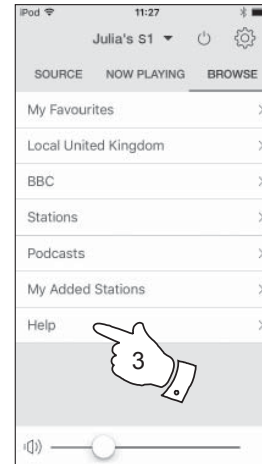 iPod 11:27
Julia's S1
SOURCE NOW PLAYING BROWSE
My Favourites
Local United Kingdom
BBC
Stations
Podcasts
My Added Stations
Help
3